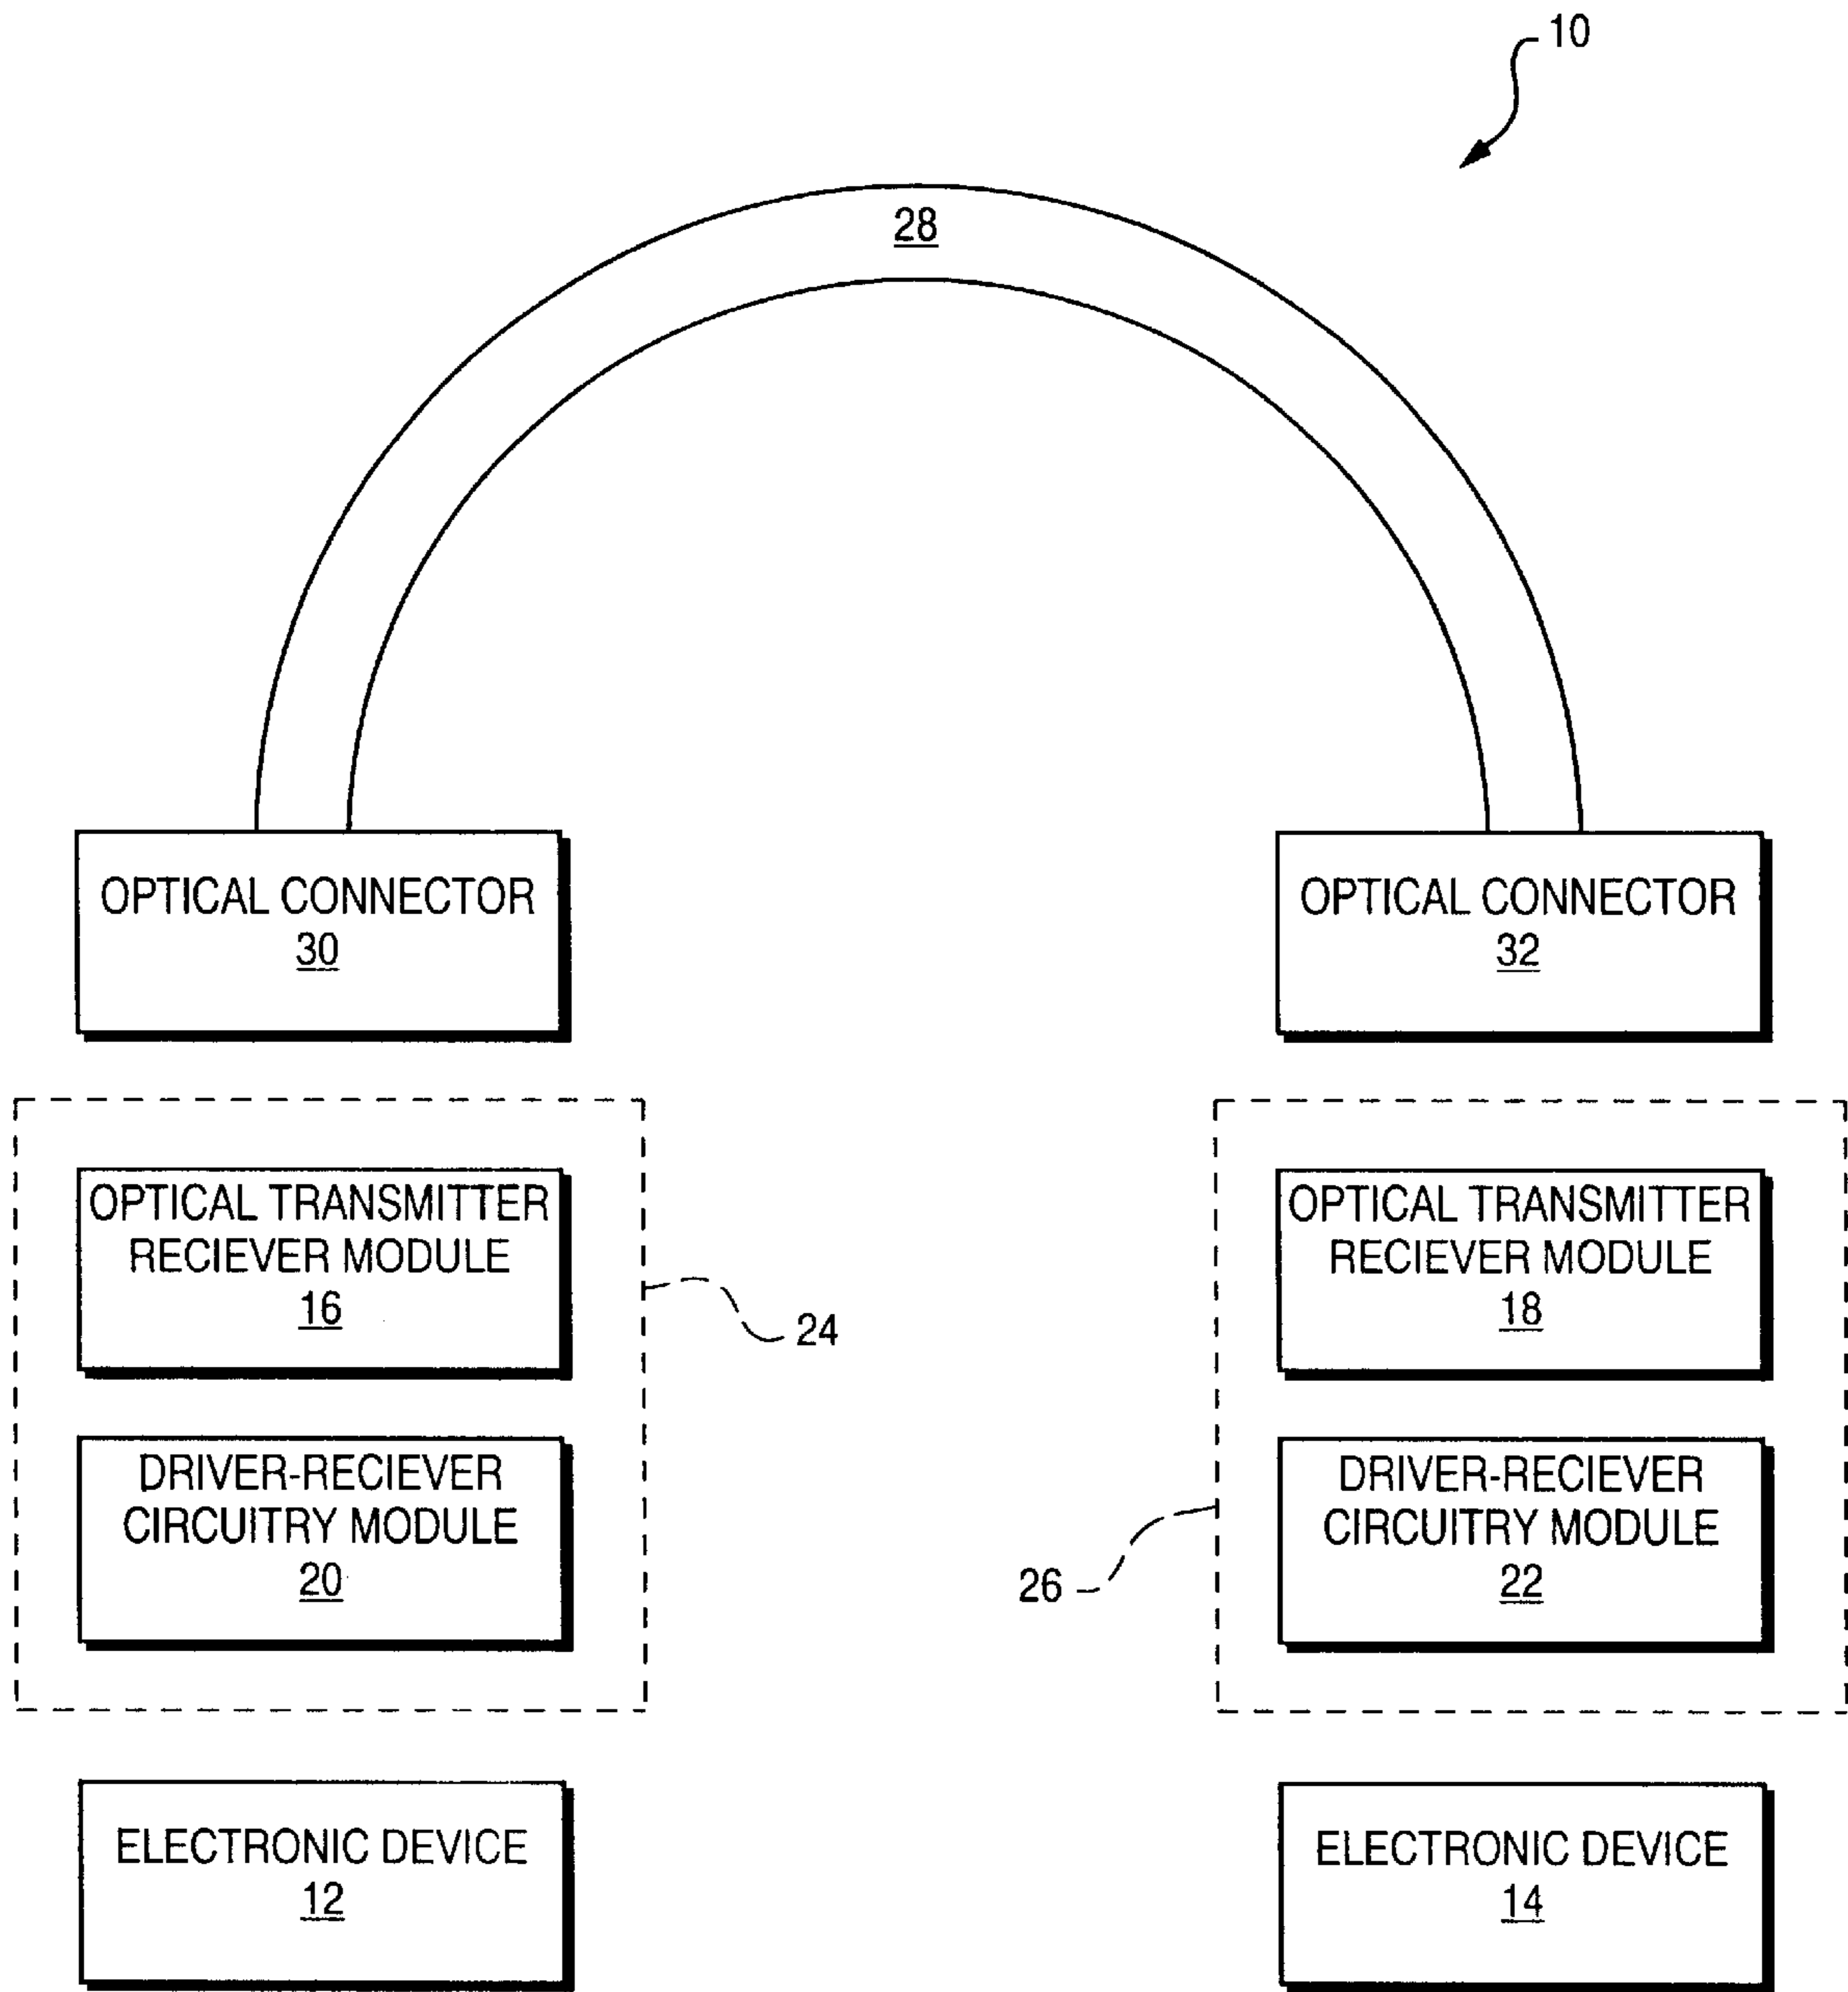 10
28
OPTICAL CONNECTOR
30
OPTICAL CONNECTOR
32
OPTICAL TRANSMITTER
RECIEVER MODULE
16
OPTICAL TRANSMITTER
RECIEVER MODULE
18
24
DRIVER-RECIEVER
CIRCUITRY MODULE
20
DRIVER-RECIEVER
CIRCUITRY MODULE
22
26
ELECTRONIC DEVICE
12
ELECTRONIC DEVICE
14